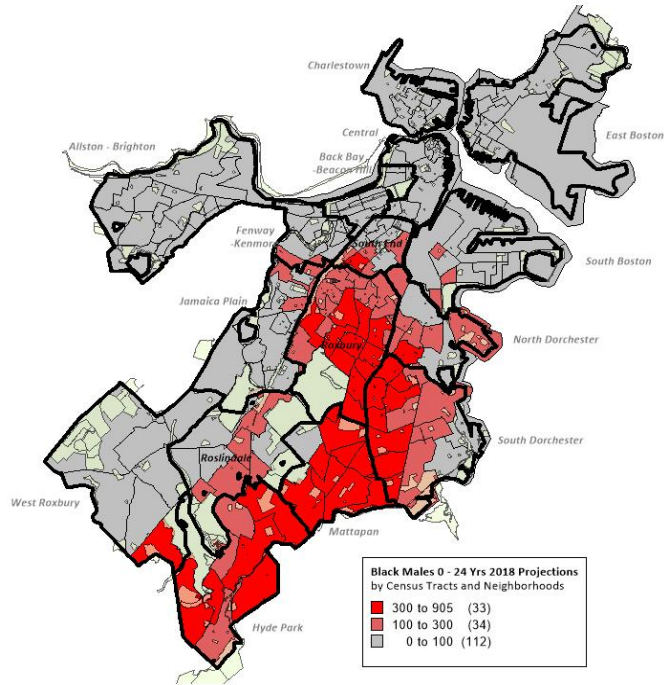 Charlestown
Central
East Boston
Allston - Brighton
Back Bay
-Beacon Hill
Fenway
-Kenmore
South End
South Boston
Jamaica Plain
North Dorchester
Roxbury
South Dorchester
Roslindale
West Roxbury
Mattapan
Hyde Park
Black Males 0 - 24 Yrs 2018 Projections
by Census Tracts and Neighborhoods
300 to 905 (33)
100 to 300 (34)
0 to 100 (112)